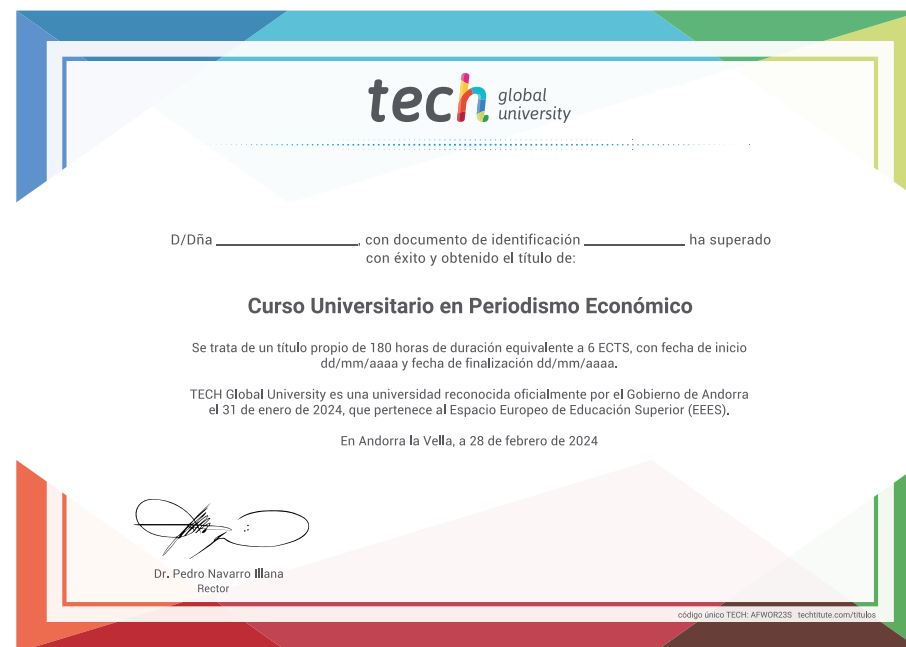 tech global university
D/Dña ____________________, con documento de identificación ______________ ha superado
con éxito y obtenido el título de:
Curso Universitario en Periodismo Económico
Se trata de un título propio de 180 horas de duración equivalente a 6 ECTS, con fecha de inicio
dd/mm/aaaa y fecha de finalización dd/mm/aaaa.
TECH Global University es una universidad reconocida oficialmente por el Gobierno de Andorra
el 31 de enero de 2024, que pertenece al Espacio Europeo de Educación Superior (EEES).
En Andorra la Vella, a 28 de febrero de 2024
Dr. Pedro Navarro Illana
Rector
código único TECH: AFWOR23S techtitute.com/titulos